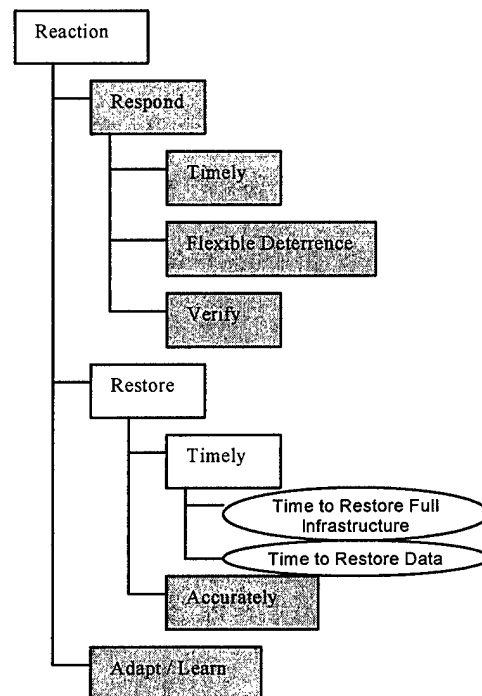 Reaction
Respond
Timely
Flexible Deterrence
Verify
Restore
Timely
Time to Restore Full
Infrastructure
Time to Restore Data
Accurately
Adapt / Learn